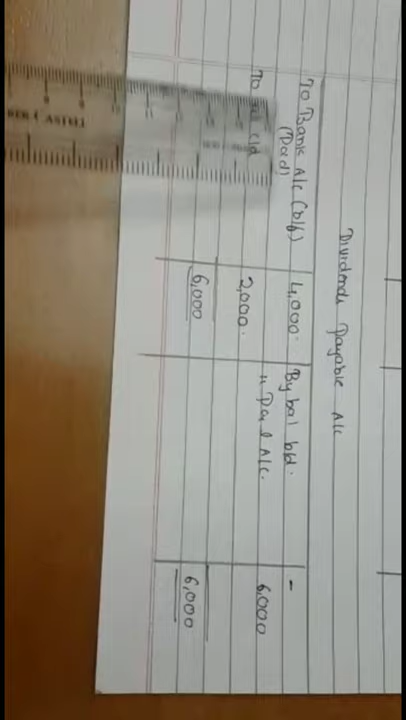 Dividends Payable A/c
To Bank A/c (b/f) 4,000. By bal b/d. -
(Paid)
To bal c/d 2,000. " P and l A/c. 6,000
6,000 6,000